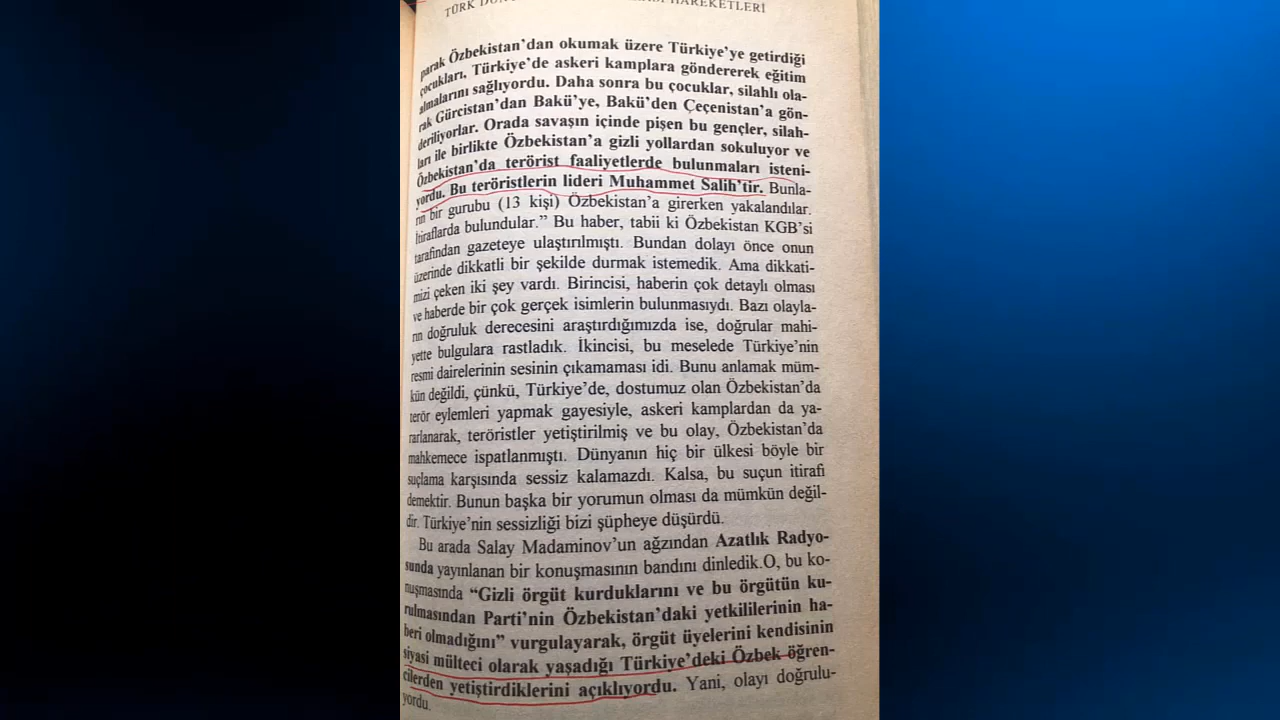 TÜRK HAREKETLERİ
parak Özbekistan’dan okumak üzere Türkiye’ye getirdiği
çocukları, Türkiye’de askeri kamplara göndererek eğitim
almalarını sağlıyordu. Daha sonra bu çocuklar, silahlı ola-
rak Gürcistan’dan Bakü’ye, Bakü’den Çeçenistan’a gön-
deriliyorlar. Orada savaşın içinde pişen bu gençler, silah-
ları ile birlikte Özbekistan’a gizli yollardan sokuluyor ve
Özbekistan’da terörist faaliyetlerde bulunmaları isteni-
yordu. Bu teröristlerin lideri Muhammet Salih’tir. Bunla-
rın bir gurubu (13 kişi) Özbekistan’a girerken yakalandılar.
İtiraflarda bulundular.” Bu haber, tabii ki Özbekistan KGB’si
tarafından gazeteye ulaştırılmıştı. Bundan dolayı önce onun
üzerinde dikkatli bir şekilde durmak istemedik. Ama dikkati-
mizi çeken iki şey vardı. Birincisi, haberin çok detaylı olması
ve haberde bir çok gerçek isimlerin bulunmasıydı. Bazı olayla-
rın doğruluk derecesini araştırdığımızda ise, doğrular mahi-
yette bulgulara rastladık. İkincisi, bu meselede Türkiye’nin
resmi dairelerinin sesinin çıkamaması idi. Bunu anlamak müm-
kün değildi, çünkü, Türkiye’de, dostumuz olan Özbekistan’da
terör eylemleri yapmak gayesiyle, askeri kamplardan da ya-
rarlanarak, teröristler yetiştirilmiş ve bu olay, Özbekistan’da
mahkemece ispatlanmıştı. Dünyanın hiç bir ülkesi böyle bir
suçlama karşısında sessiz kalamazdı. Kalsa, bu suçun itirafi
demektir. Bunun başka bir yorumun olması da mümkün değil-
dir. Türkiye’nin sessizliği bizi şüpheye düşürdü.
Bu arada Salay Madaminov’un ağzından Azatlık Radyo-
sunda yayınlanan bir konuşmasının bandını dinledik.O, bu ko-
nuşmasında “Gizli örgüt kurduklarını ve bu örgütün ku-
rulmasından Parti’nin Özbekistan’daki yetkililerinin ha-
beri olmadığını” vurgulayarak, örgüt üyelerini kendisinin
siyasi mülteci olarak yaşadığı Türkiye’deki Özbek öğren-
cilerden yetiştirdiklerini açıklıyordu. Yani, olayı doğrulu-
yordu.